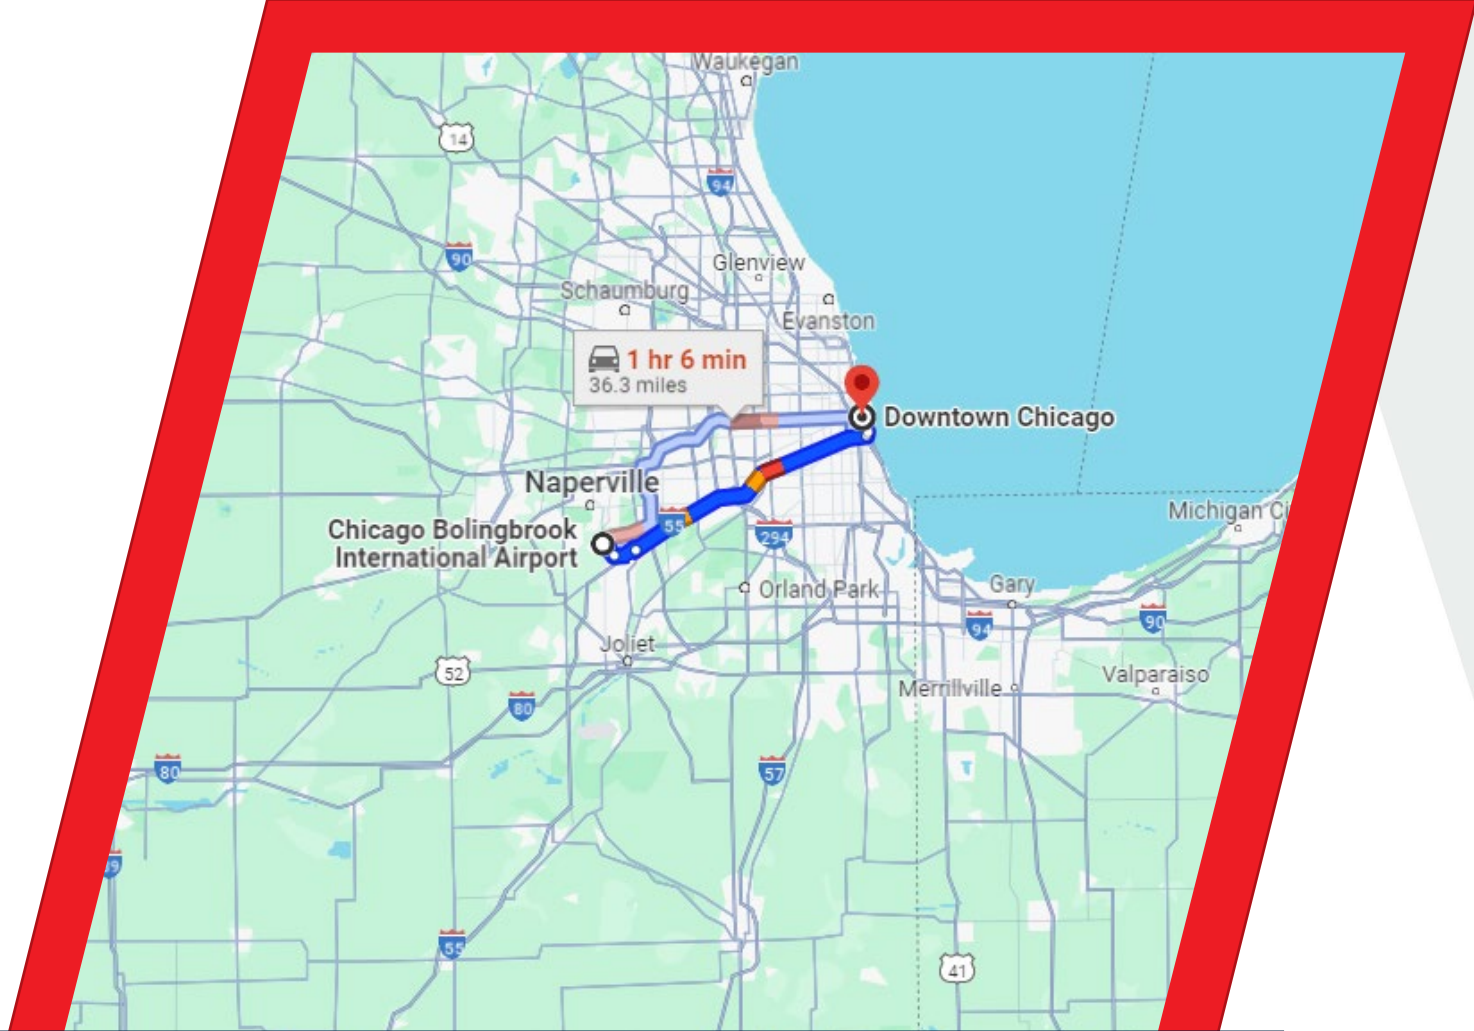 Waukegan
14
94
90
Glenview
Schaumburg
Evanston
1 hr 6 min
36.3 miles
Downtown Chicago
Naperville
Chicago Bolingbrook
International Airport
55
294
Michigan Ci
Orland Park
Gary
94
90
Joliet
52
Merrillville
Valparaiso
80
80
57
55
41